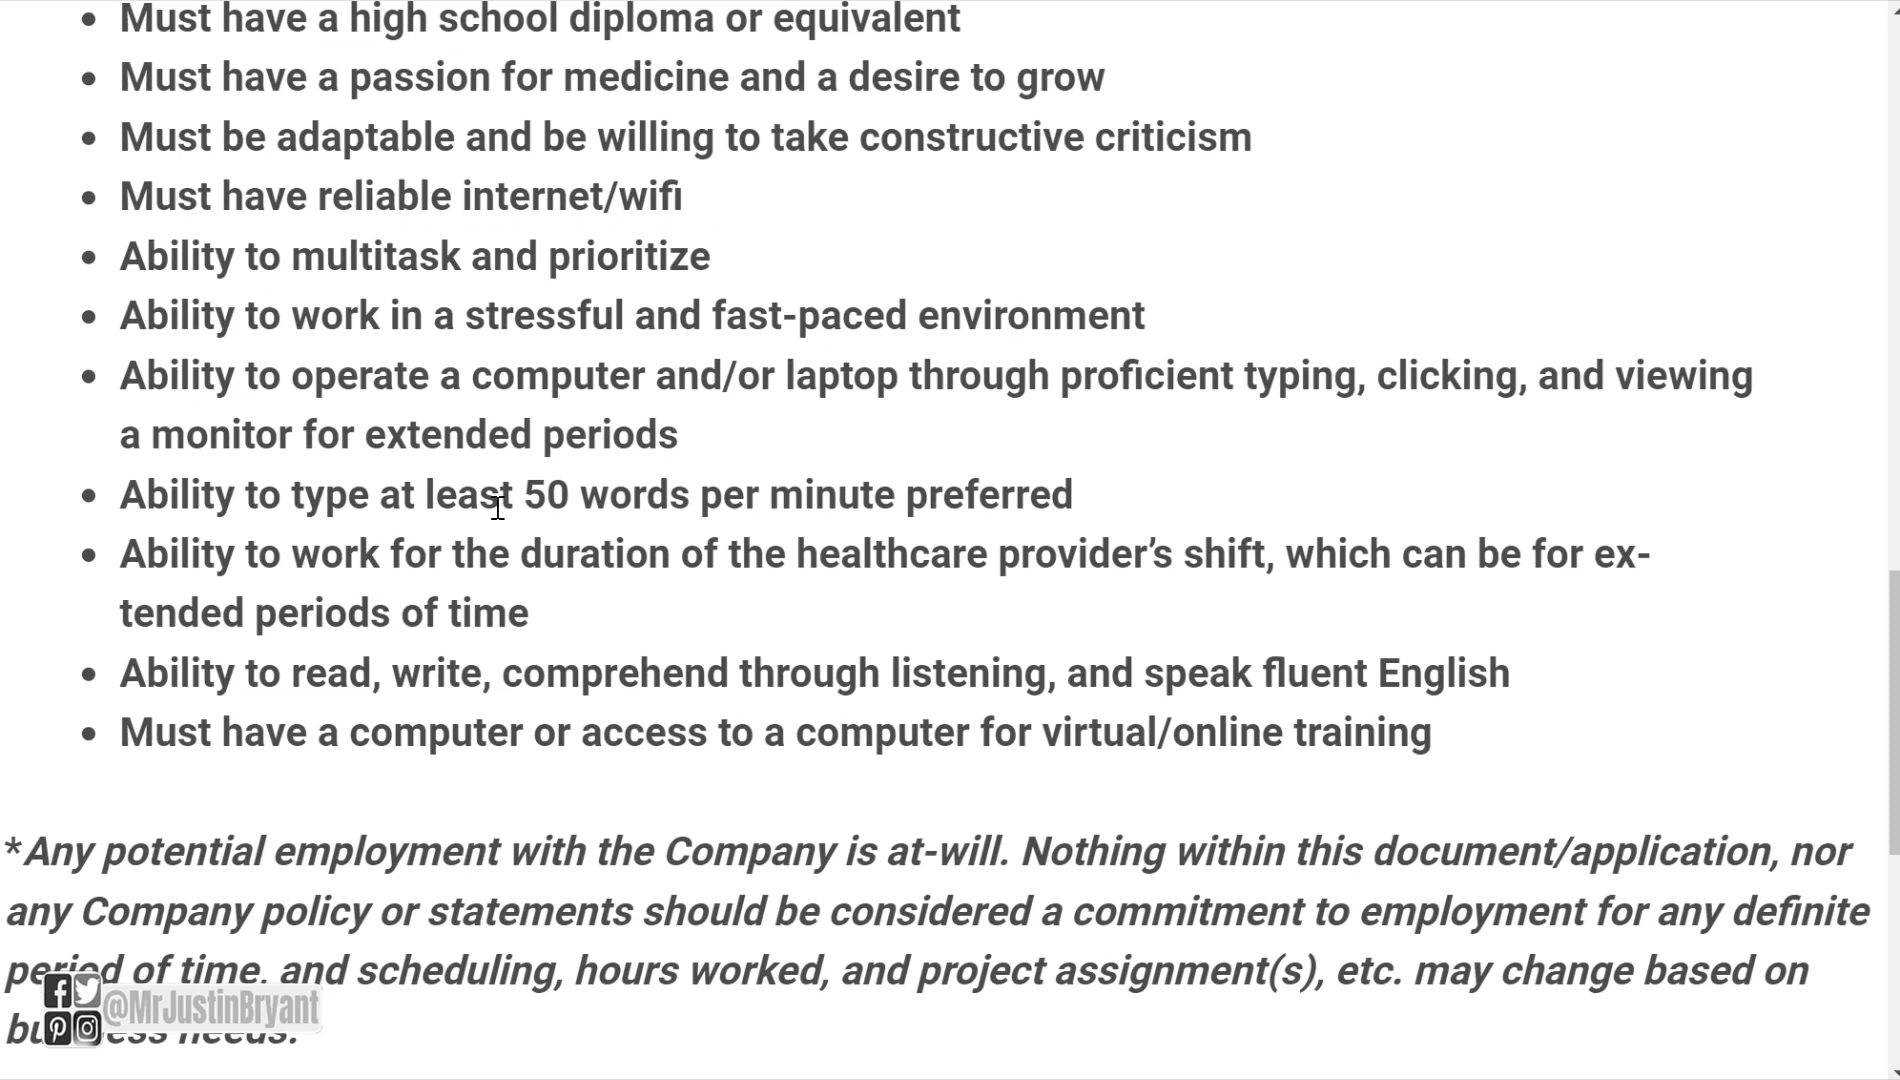 Must have a high school diploma or equivalent
Must have a passion for medicine and a desire to grow
Must be adaptable and be willing to take constructive criticism
Must have reliable internet/wifi
Ability to multitask and prioritize
Ability to work in a stressful and fast-paced environment
Ability to operate a computer and/or laptop through proficient typing, clicking, and viewing
a monitor for extended periods
Ability to type at least 50 words per minute preferred
Ability to work for the duration of the healthcare provider’s shift, which can be for ex-
tended periods of time
Ability to read, write, comprehend through listening, and speak fluent English
Must have a computer or access to a computer for virtual/online training
*Any potential employment with the Company is at-will. Nothing within this document/application, nor
any Company policy or statements should be considered a commitment to employment for any definite
period of time, and scheduling, hours worked, and project assignment(s), etc. may change based on
@MrJustinBryant
needs.